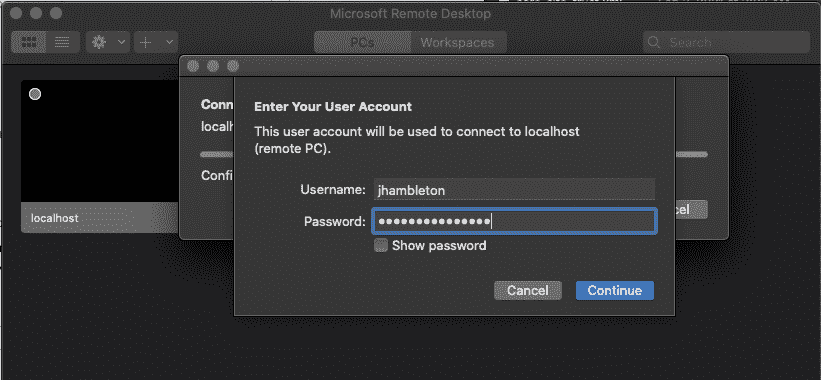 Microsoft Remote Desktop
PCs
Workspaces
Search
Enter Your User Account
This user account will be used to connect to localhost
(remote PC).
Username: jhambleton
Password: ●●●●●●●●●●●●●●●
Show password
Cancel
Continue
Conn
localh
Confi
cel
localhost